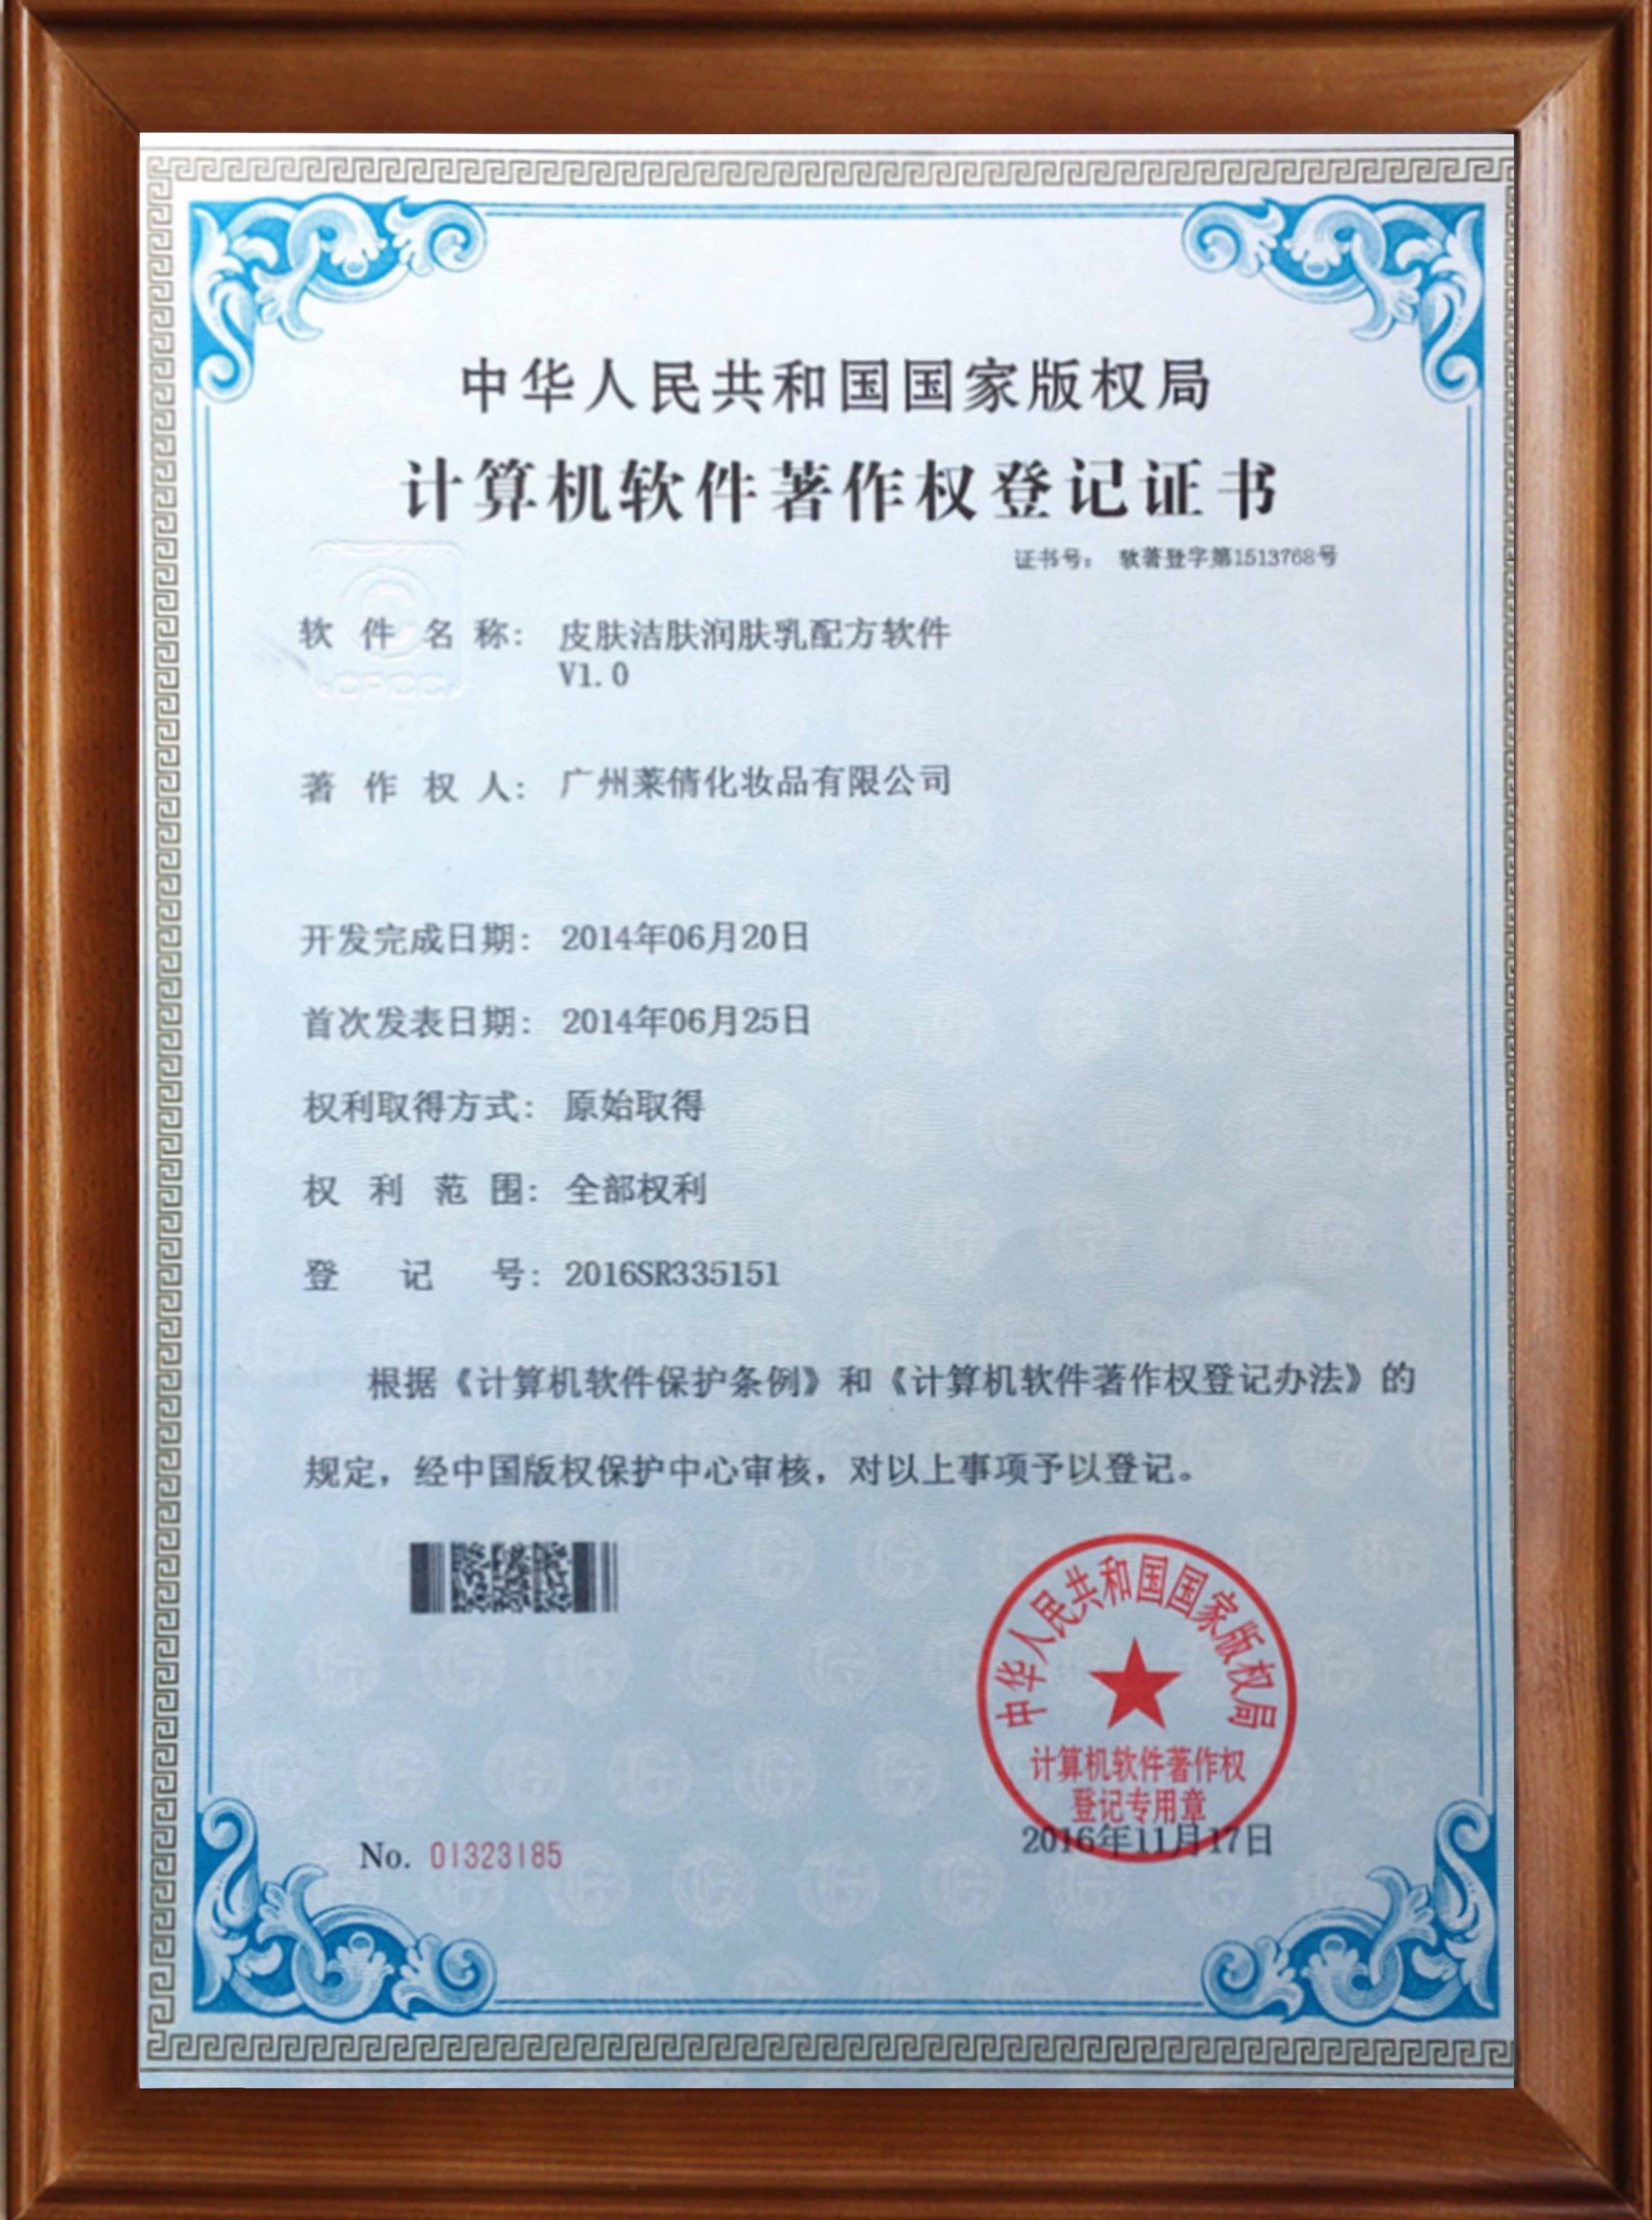 中华人民共和国国家版权局
计算机软件著作权登记证书
证书号： 软著登字第1513768号
CPCC
软件名称： 皮肤洁肤润肤乳配方软件
V1.0
著作权人： 广州莱倩化妆品有限公司
开发完成日期： 2014年06月20日
首次发表日期： 2014年06月25日
权利取得方式： 原始取得
权利范围： 全部权利
登记号： 2016SR335151
根据《计算机软件保护条例》和《计算机软件著作权登记办法》的
规定，经中国版权保护中心审核，对以上事项予以登记。
中华人民共和国国家版权局
计算机软件著作权
登记专用章
No. 01323185
2016年11月17日